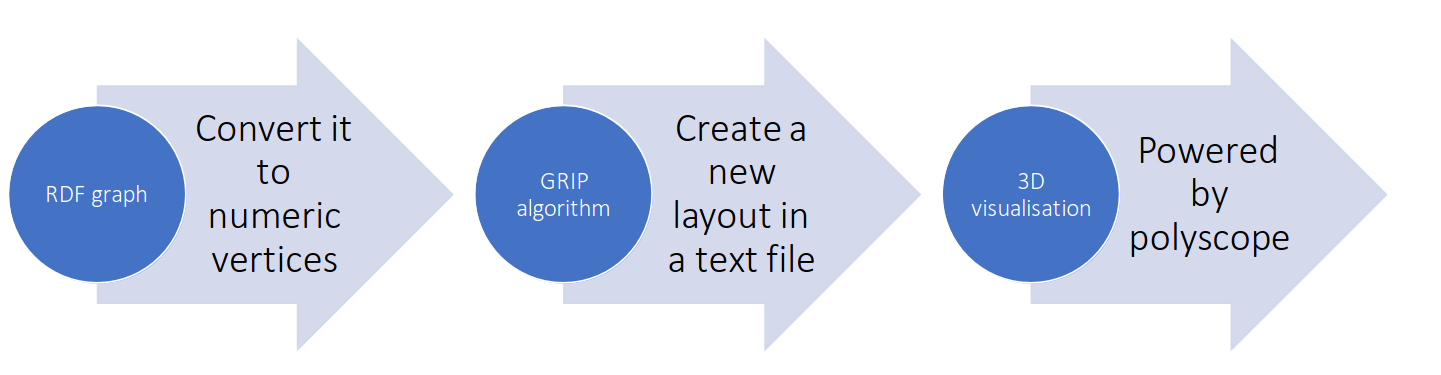 RDF graph
Convert it
to
numeric
vertices
GRIP
algorithm
Create a
new
layout in
a text file
3D
visualisation
Powered
by
polyscope